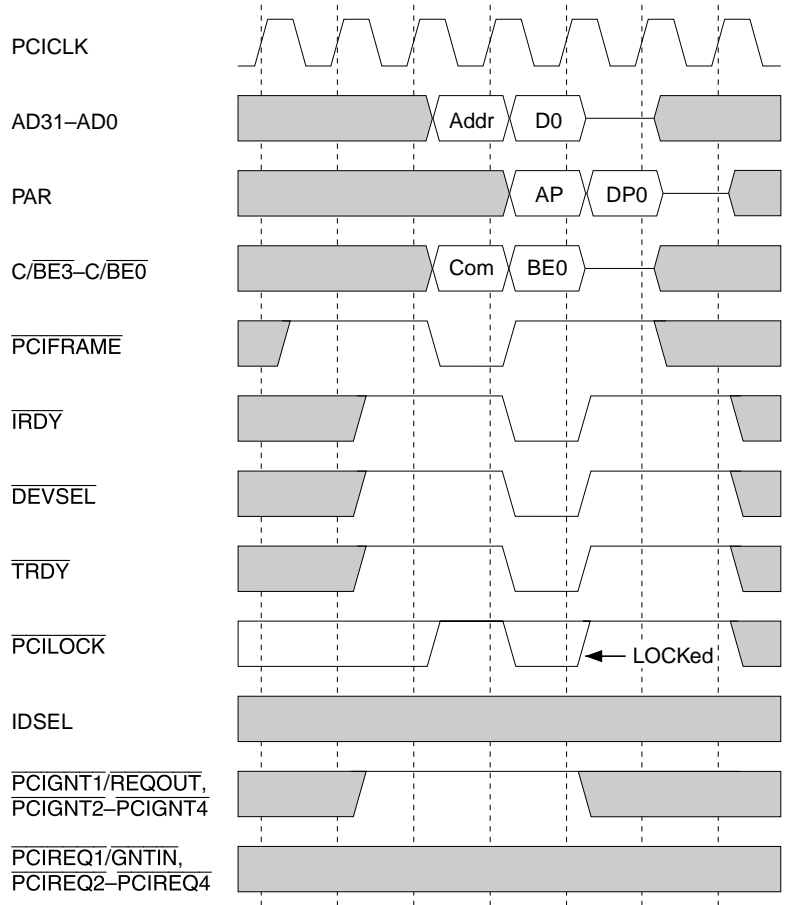 PCICLK
AD31–AD0
Addr
D0
PAR
AP
DP0
C/BE3–C/BE0
Com
BE0
PCIFRAME
IRDY
DEVSEL
TRDY
PCILOCK
LOCKed
IDSEL
PCIGNT1/REQOUT,
PCIGNT2–PCIGNT4
PCIREQ1/GNTIN,
PCIREQ2–PCIREQ4